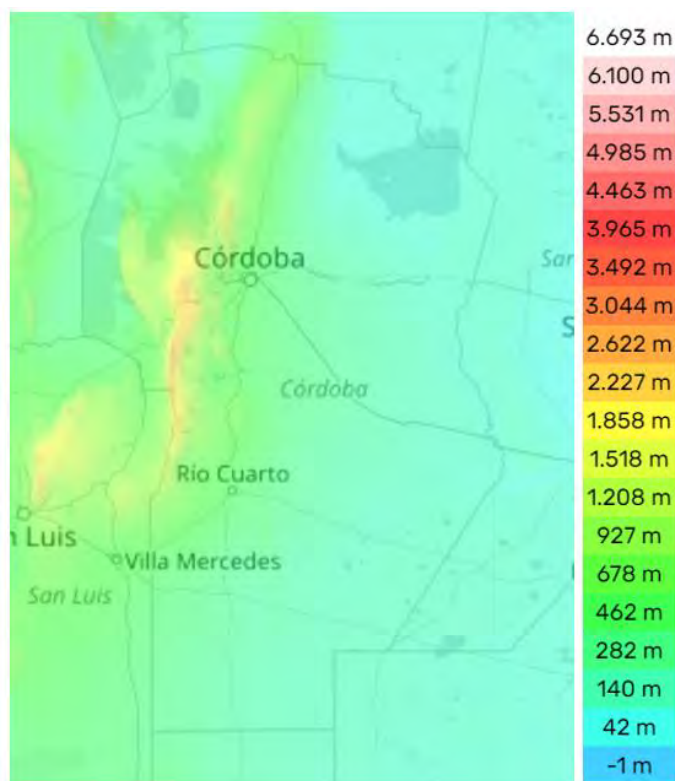 Córdoba
San
S
Córdoba
Río Cuarto
n Luis
Villa Mercedes
San Luis
6.693 m
6.100 m
5.531 m
4.985 m
4.463 m
3.965 m
3.492 m
3.044 m
2.622 m
2.227 m
1.858 m
1.518 m
1.208 m
927 m
678 m
462 m
282 m
140 m
42 m
-1 m